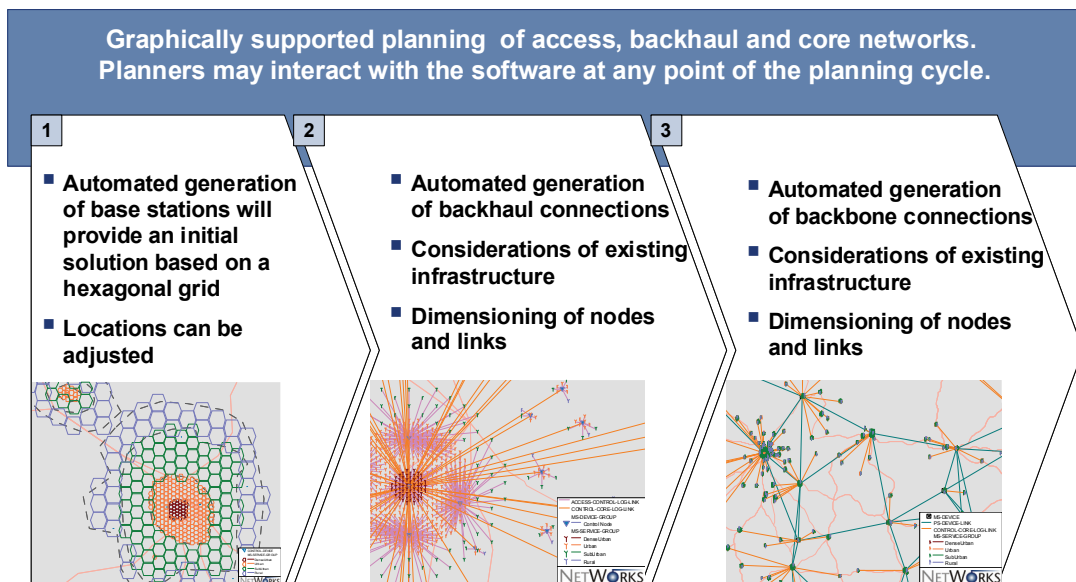 Graphically supported planning of access, backhaul and core networks.
Planners may interact with the software at any point of the planning cycle.
1
2
3
Automated generation
of base stations will
provide an initial
solution based on a
hexagonal grid
Locations can be
adjusted
Automated generation
of backhaul connections
Considerations of existing
infrastructure
Dimensioning of nodes
and links
Automated generation
of backbone connections
Considerations of existing
infrastructure
Dimensioning of nodes
and links
Urban
Rural
NETWORKS
ACCESS-CONTROL-LOG-LINK
CONTROL-CORE-LOG-LINK
MS-DEVICE-GROUP
Control Node
MS-SERVICE-GROUP
DenseUrban
Urban
SubUrban
Rural
NETWORKS
MS-DEVICE
PS-DEVICE-LINK
CONTROL-CORE-LOG-LINK
MS-SERVICE-GROUP
DenseUrban
Urban
SubUrban
Rural
NETWORKS